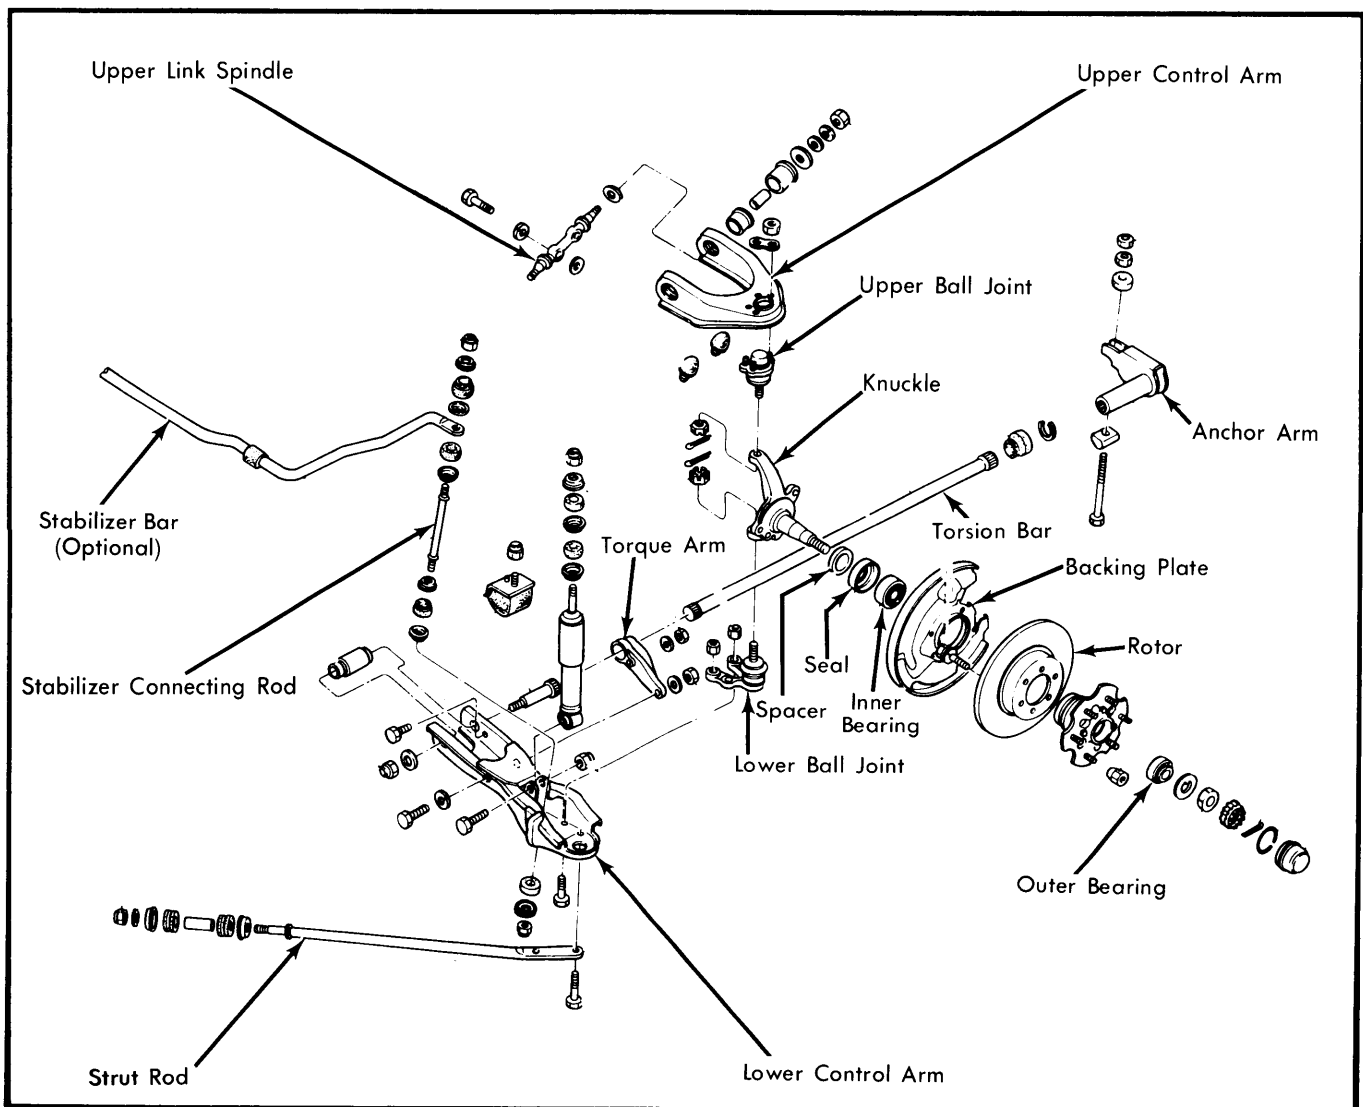 Upper Link Spindle
Upper Control Arm
Upper Ball Joint
Knuckle
Anchor Arm
Stabilizer Bar
(Optional)
Torque Arm
Torsion Bar
Backing Plate
Rotor
Seal
Stabilizer Connecting Rod
Spacer
Inner
Bearing
Lower Ball Joint
Outer Bearing
Strut Rod
Lower Control Arm